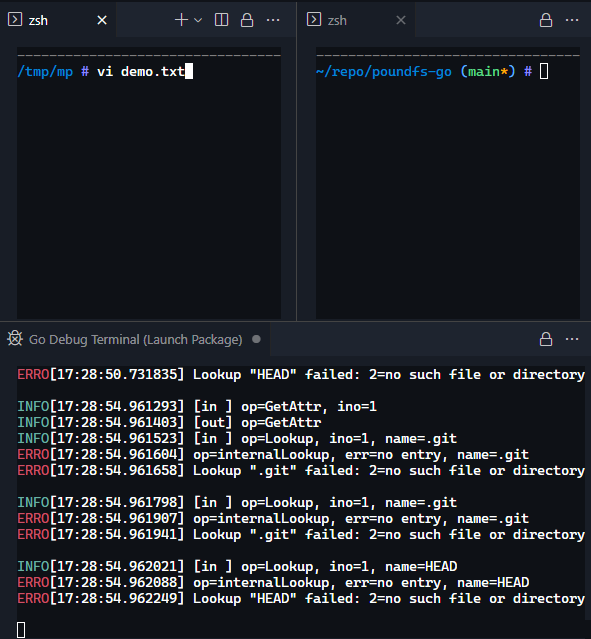 zsh
/tmp/mp # vi demo.txt
zsh
~/repo/poundfs-go (main*) #
Go Debug Terminal (Launch Package)
ERRO[17:28:50.731835] Lookup "HEAD" failed: 2=no such file or directory
INFO[17:28:54.961293] [in ] op=GetAttr, ino=1
INFO[17:28:54.961403] [out] op=GetAttr
INFO[17:28:54.961523] [in ] op=Lookup, ino=1, name=.git
ERRO[17:28:54.961604] op=internalLookup, err=no entry, name=.git
ERRO[17:28:54.961658] Lookup ".git" failed: 2=no such file or directory
INFO[17:28:54.961798] [in ] op=Lookup, ino=1, name=.git
ERRO[17:28:54.961907] op=internalLookup, err=no entry, name=.git
ERRO[17:28:54.961941] Lookup ".git" failed: 2=no such file or directory
INFO[17:28:54.962021] [in ] op=Lookup, ino=1, name=HEAD
ERRO[17:28:54.962088] op=internalLookup, err=no entry, name=HEAD
ERRO[17:28:54.962249] Lookup "HEAD" failed: 2=no such file or directory